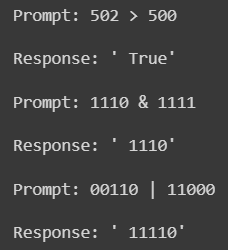 Prompt: 502 > 500
Response: ' True'
Prompt: 1110 & 1111
Response: ' 1110'
Prompt: 00110 | 11000
Response: ' 11110'